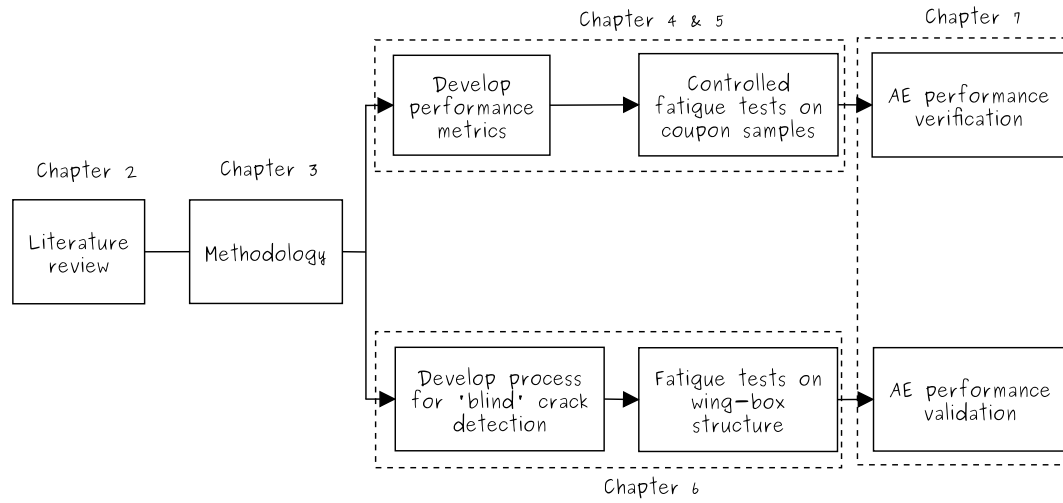 Chapter 4 & 5
Chapter 7
Develop
performance
metrics
Controlled
fatigue tests on
coupon samples
AE performance
verification
Chapter 2
Chapter 3
Literature
review
Methodology
Develop process
for 'blind' crack
detection
Fatigue tests on
wing-box
structure
AE performance
validation
Chapter 6